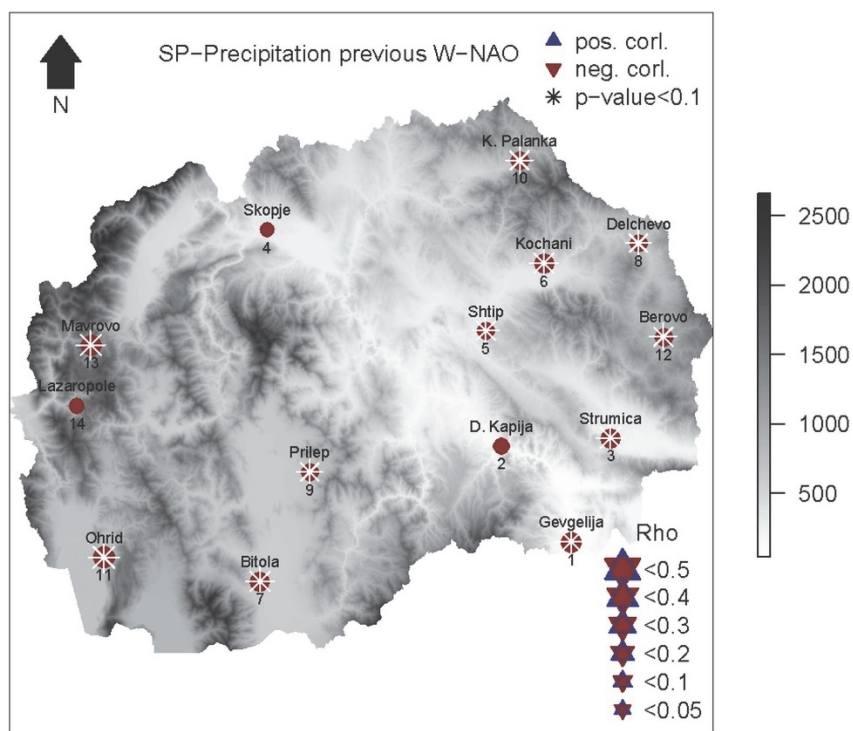 SP-Precipitation previous W-NAO
pos. corl.
neg. corl.
p-value<0.1
N
K. Palanka
10
Skopje
4
Delchevo
8
Kochani
6
Shtip
5
Berovo
12
Mavrovo
13
Lazaropole
14
D. Kapija
2
Strumica
3
Prilep
9
Gevgelija
1
Ohrid
11
Bitola
7
Rho
<0.5
<0.4
<0.3
<0.2
<0.1
<0.05
2500
2000
1500
1000
500